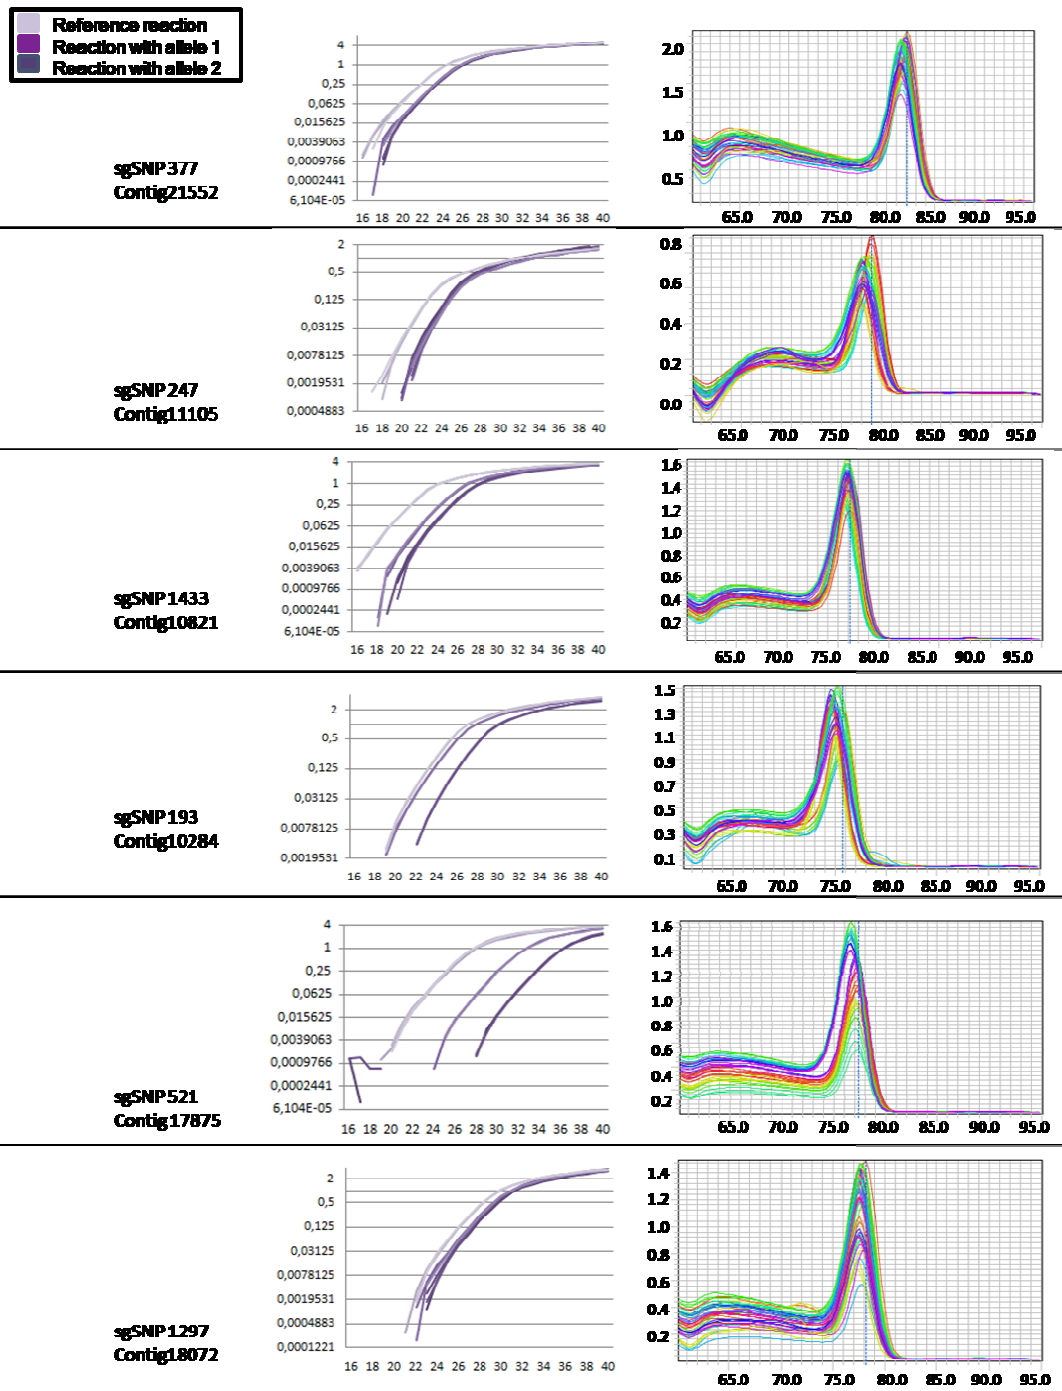 Reference reaction
Reaction with allele 1
Reaction with allele 2
4
1
0,25
0,0625
0,015625
0,0039063
0,0009766
0,0002441
6,104E-05
16 18 20 22 24 26 28 30 32 34 36 38 40
2.0
1.5
1.0
0.5
65.0 70.0 75.0 80.0 85.0 90.0 95.0
sgSNP377
Contig21552
2
0,5
0,125
0,03125
0,0078125
0,0019531
0,0004883
16 18 20 22 24 26 28 30 32 34 36 38 40
0.8
0.6
0.4
0.2
0.0
65.0 70.0 75.0 80.0 85.0 90.0 95.0
sgSNP247
Contig11105
4
1
0,25
0,0625
0,015625
0,0039063
0,0009766
0,0002441
6,104E-05
16 18 20 22 24 26 28 30 32 34 36 38 40
1.6
1.4
1.2
1.0
0.8
0.6
0.4
0.2
65.0 70.0 75.0 80.0 85.0 90.0 95.0
sgSNP1433
Contig10821
2
0,5
0,125
0,03125
0,0078125
0,0019531
16 18 20 22 24 26 28 30 32 34 36 38 40
1.5
1.3
1.1
0.9
0.7
0.5
0.3
0.1
65.0 70.0 75.0 80.0 85.0 90.0 95.0
sgSNP193
Contig10284
4
1
0,25
0,0625
0,015625
0,0039063
0,0009766
0,0002441
6,104E-05
16 18 20 22 24 26 28 30 32 34 36 38 40
1.6
1.4
1.2
1.0
0.8
0.6
0.4
0.2
65.0 70.0 75.0 80.0 85.0 90.0 95.0
sgSNP521
Contig17875
2
0,5
0,125
0,03125
0,0078125
0,0019531
0,0004883
0,0001221
16 18 20 22 24 26 28 30 32 34 36 38 40
1.4
1.2
1.0
0.8
0.6
0.4
0.2
65.0 70.0 75.0 80.0 85.0 90.0 95.0
sgSNP1297
Contig18072